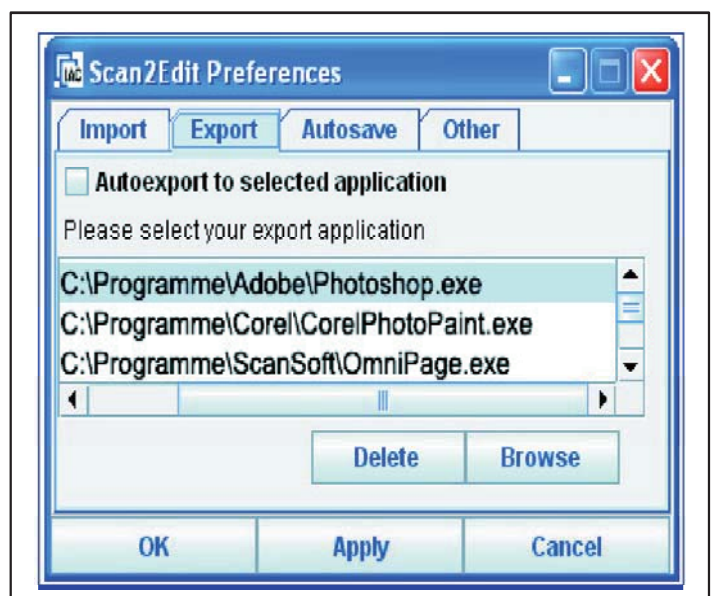 Scan2Edit Preferences
Import Export Autosave Other
Autoexport to selected application
Please select your export application
C:\Programme\Adobe\Photoshop.exe
C:\Programme\Corel\CorelPhotoPaint.exe
C:\Programme\ScanSoft\OmniPage.exe
Delete Browse
OK Apply Cancel